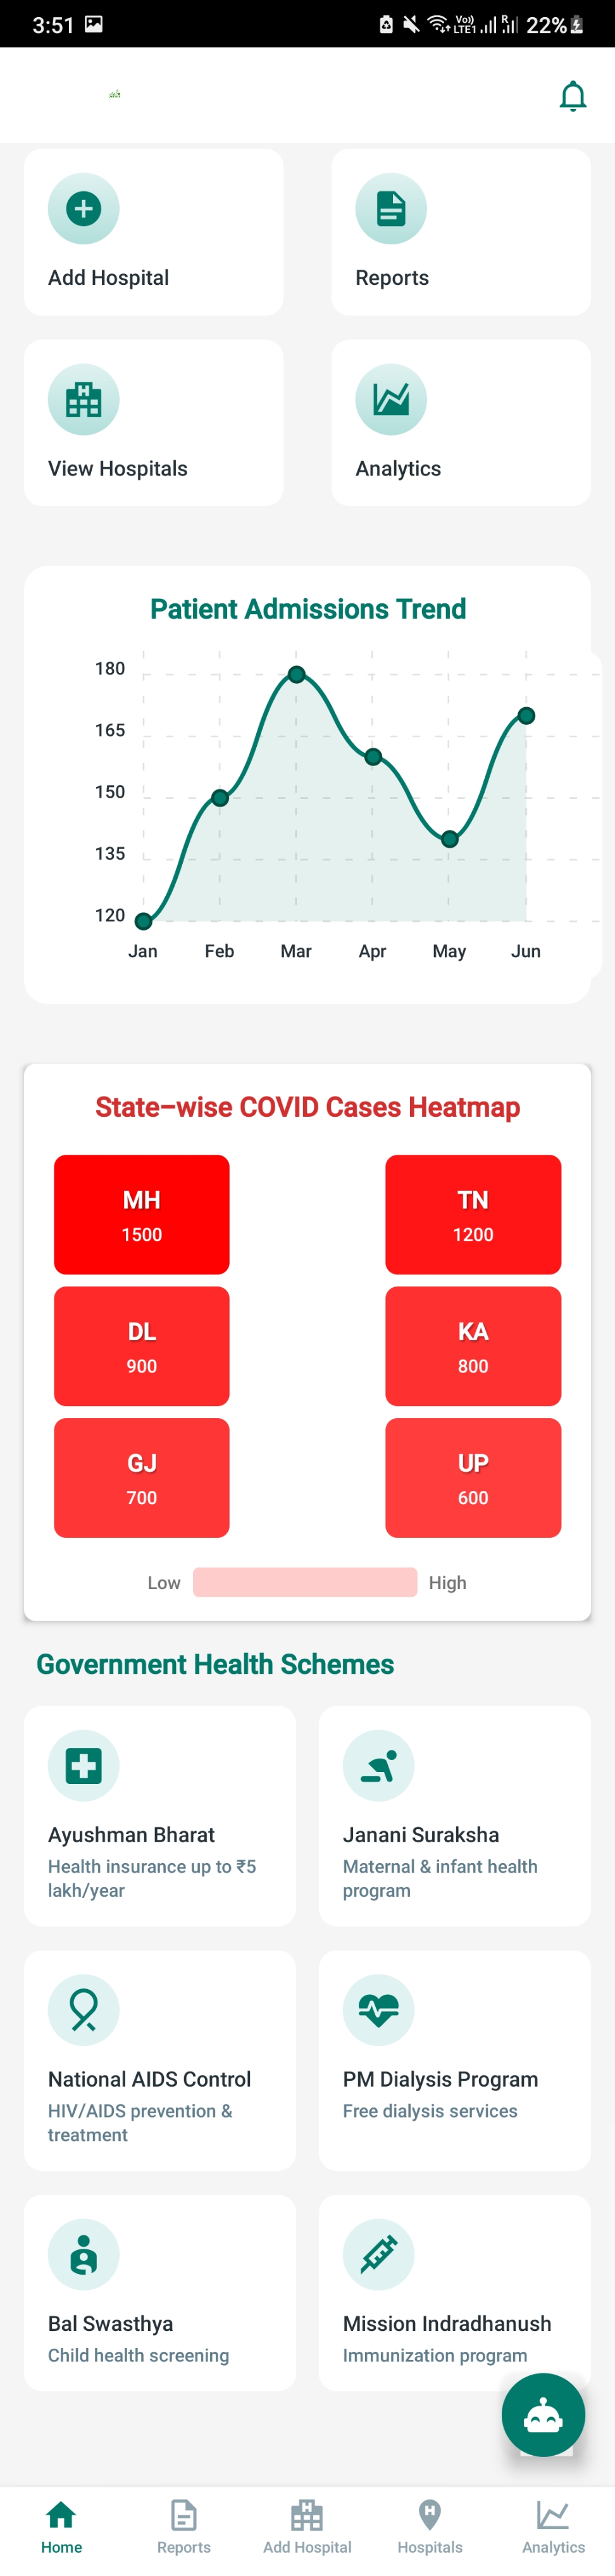 3:51
Vo))
LTE1
R
22%
Add Hospital
Reports
View Hospitals
Analytics
Patient Admissions Trend
180
165
150
135
120
Jan Feb Mar Apr May Jun
State-wise COVID Cases Heatmap
MH
1500
TN
1200
DL
900
KA
800
GJ
700
UP
600
Low
High
Government Health Schemes
Ayushman Bharat
Health insurance up to ₹5
lakh/year
Janani Suraksha
Maternal & infant health
program
National AIDS Control
HIV/AIDS prevention &
treatment
PM Dialysis Program
Free dialysis services
Bal Swasthya
Child health screening
Mission Indradhanush
Immunization program
Home
Reports
Add Hospital
Hospitals
Analytics